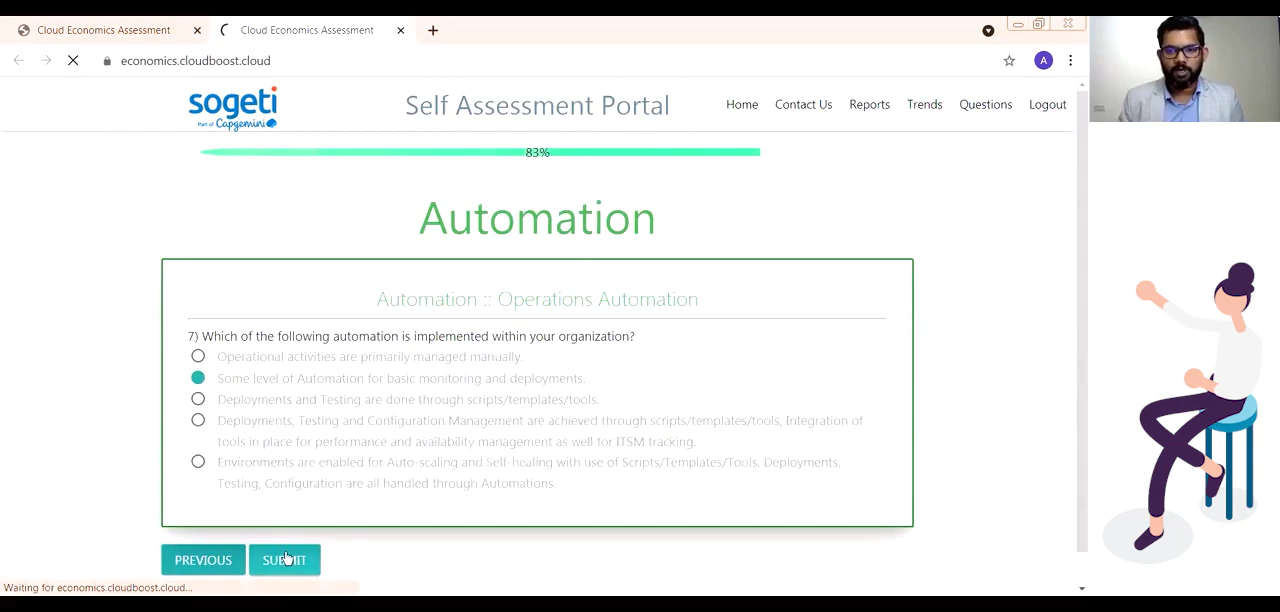 Cloud Economics Assessment
Cloud Economics Assessment
economics.cloudboost.cloud
A
sogeti
Part of Capgemini
Self Assessment Portal
Home Contact Us Reports Trends Questions Logout
83%
Automation
Automation :: Operations Automation
7) Which of the following automation is implemented within your organization?
Operational activities are primarily managed manually.
Some level of Automation for basic monitoring and deployments.
Deployments and Testing are done through scripts/templates/tools.
Deployments, Testing and Configuration Management are achieved through scripts/templates/tools, Integration of
tools in place for performance and availability management as well for ITSM tracking.
Environments are enabled for Auto-scaling and Self-healing with use of Scripts/Templates/Tools. Deployments,
Testing, Configuration are all handled through Automations.
PREVIOUS SUBMIT
Waiting for economics.cloudboost.cloud...